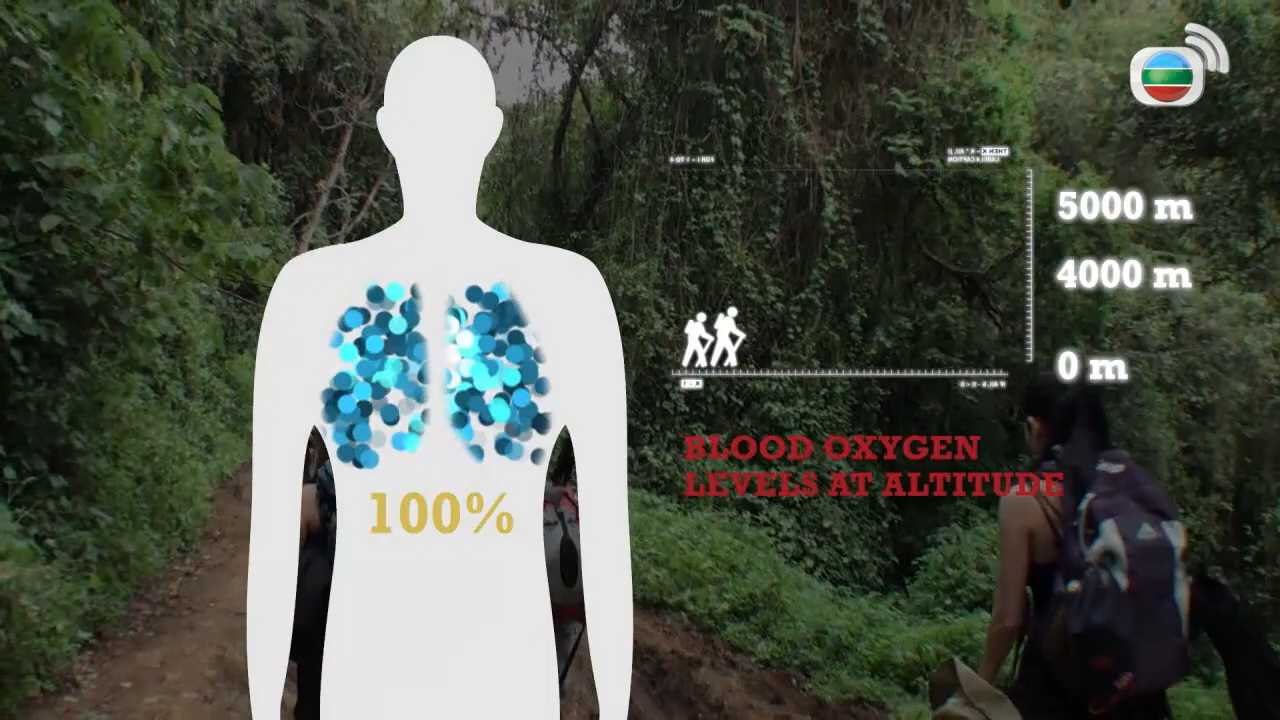 5000 m
4000 m
0 m
BLOOD OXYGEN
LEVELS AT ALTITUDE
100%